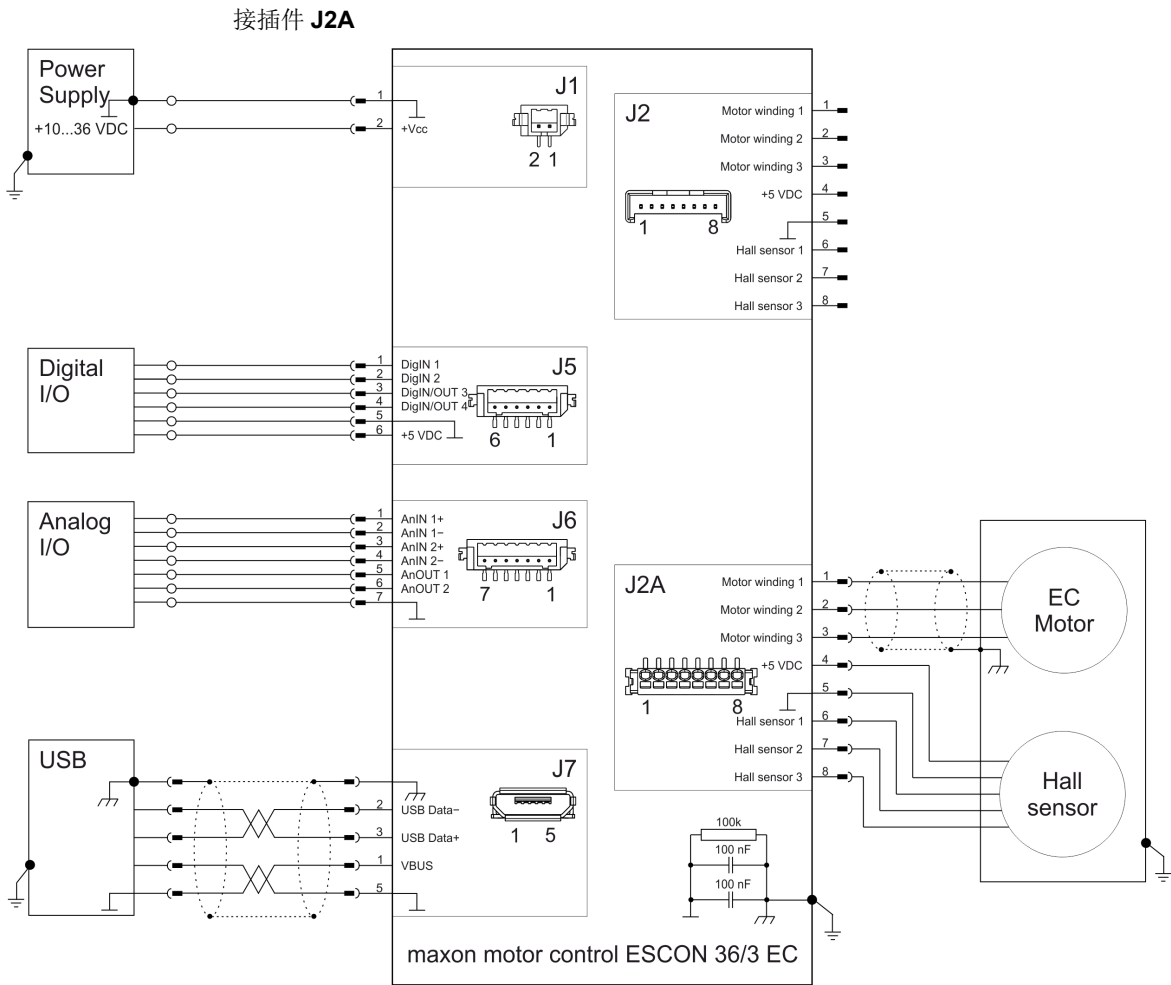 接插件 J2A
Power
Supply
+10...36 VDC
1
2
+Vcc
J1
2 1
J2
Motor winding 1
1
Motor winding 2
2
Motor winding 3
3
+5 VDC
4
5
Hall sensor 1
6
Hall sensor 2
7
Hall sensor 3
8
1 8
Digital
I/O
1 DigIN 1
2 DigIN 2
3 DigIN/OUT 3
4 DigIN/OUT 4
5
6 +5 VDC
J5
6 1
Analog
I/O
1 AnIN 1+
2 AnIN 1−
3 AnIN 2+
4 AnIN 2−
5 AnOUT 1
6 AnOUT 2
7
J6
7 1
J2A
Motor winding 1
1
Motor winding 2
2
Motor winding 3
3
+5 VDC
4
5
Hall sensor 1
6
Hall sensor 2
7
Hall sensor 3
8
1 8
EC
Motor
Hall
sensor
USB
2 USB Data−
3 USB Data+
1 VBUS
5
J7
1 5
100k
100 nF
100 nF
maxon motor control ESCON 36/3 EC